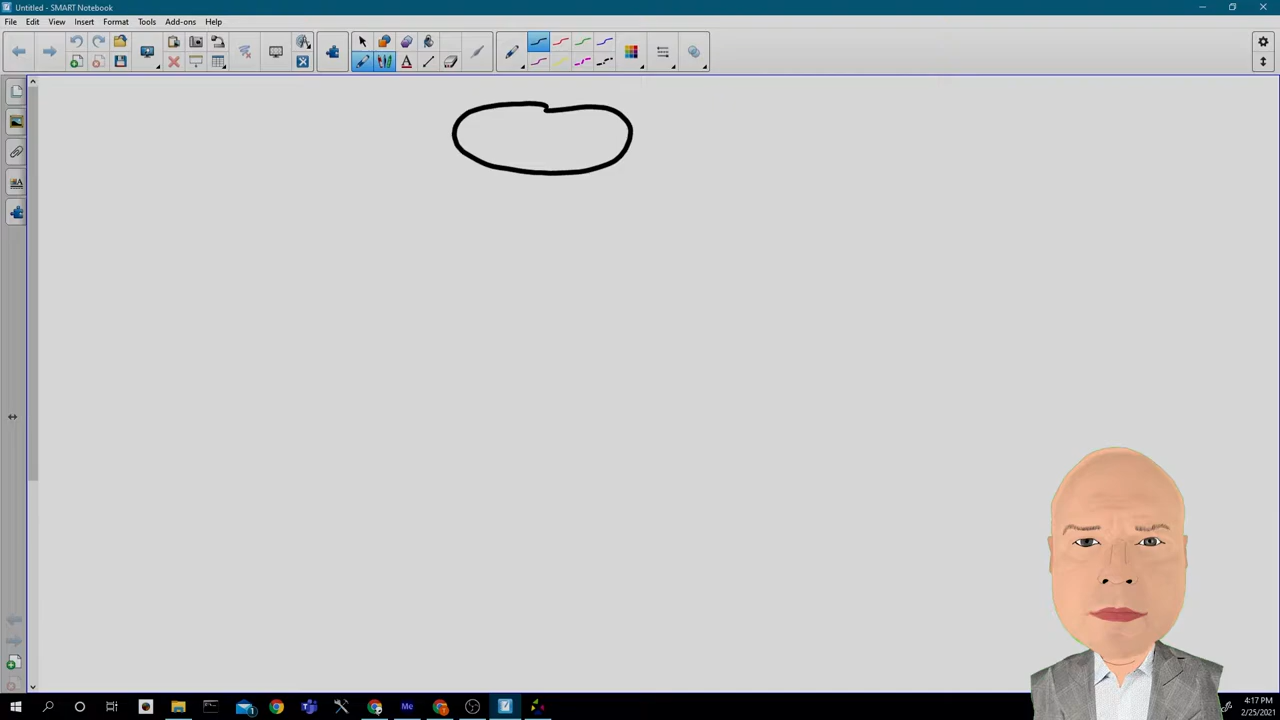 Untitled - SMART Notebook
File Edit View Insert Format Tools Add-ons Help
4:17 PM
2/25/2021